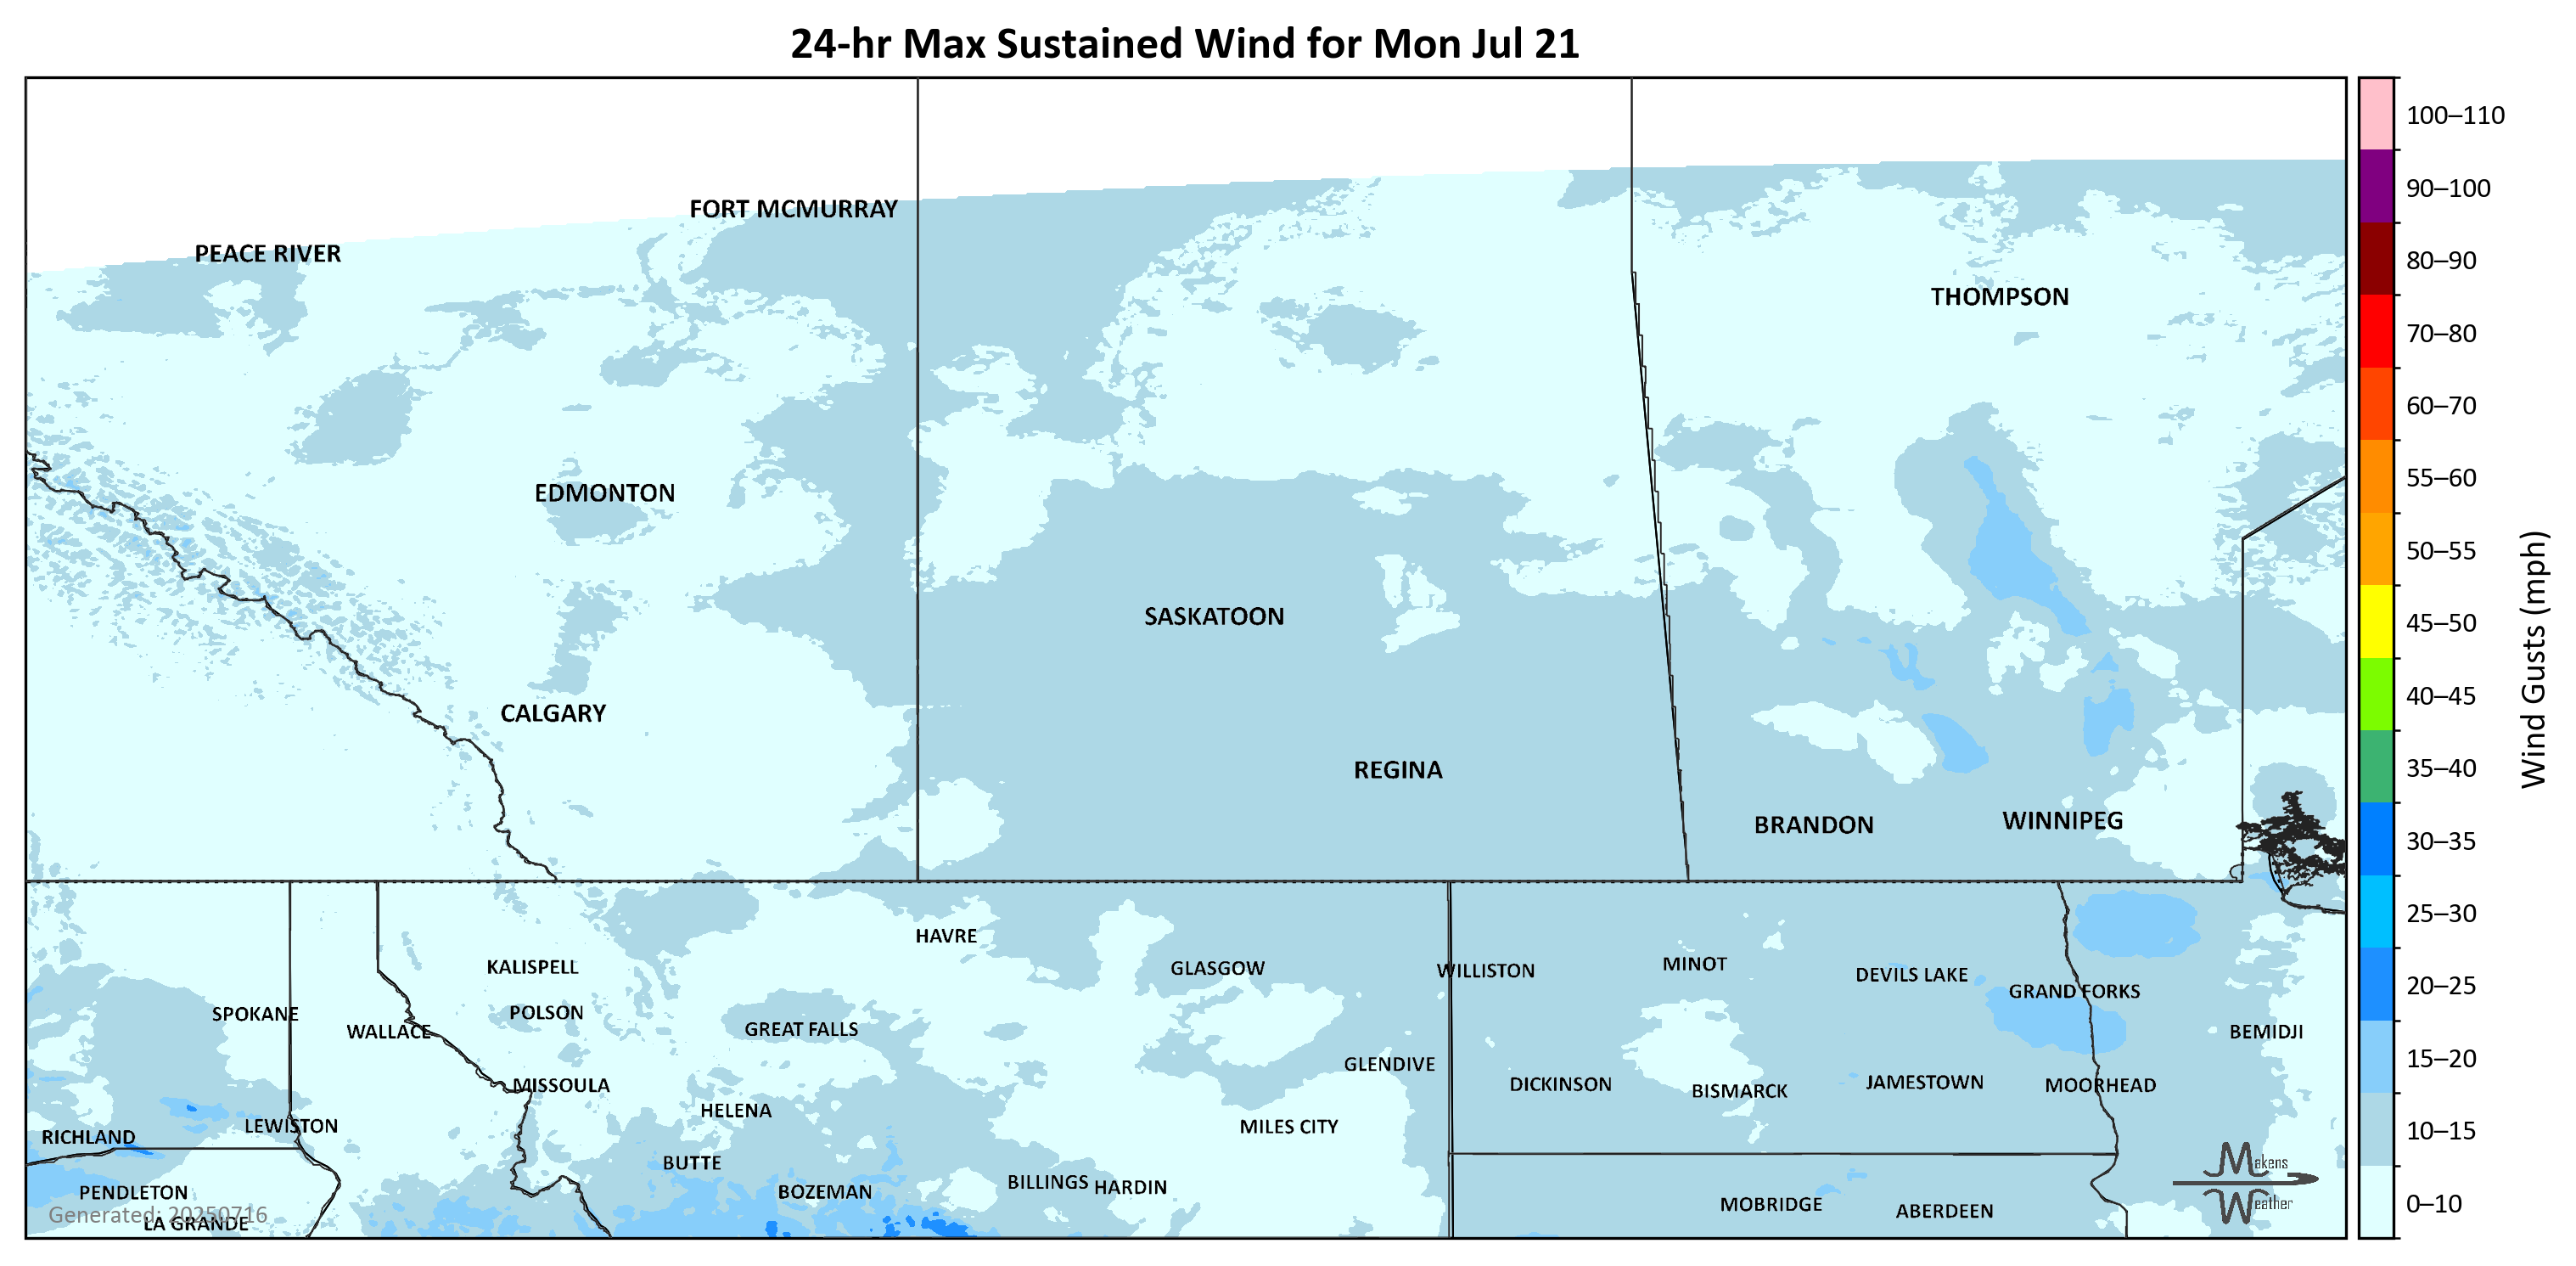 24-hr Max Sustained Wind for Mon Jul 21
100–110
90–100
80–90
70–80
60–70
55–60
50–55
45–50
40–45
35–40
30–35
25–30
20–25
15–20
10–15
0–10
Wind Gusts (mph)
FORT MCMURRAY
PEACE RIVER
THOMPSON
EDMONTON
SASKATOON
CALGARY
REGINA
BRANDON
WINNIPEG
HAVRE
KALISPELL
GLASGOW
WILLISTON
MINOT
DEVILS LAKE
GRAND FORKS
SPOKANE
POLSON
WALLACE
GREAT FALLS
BEMIDJI
GLENDIVE
MISSOULA
DICKINSON
BISMARCK
JAMESTOWN
MOORHEAD
HELENA
LEWISTON
MILES CITY
RICHLAND
BUTTE
BOZEMAN
BILLINGS
HARDIN
PENDLETON
MOBRIDGE
ABERDEEN
Generated: 20250716
LA GRANDE
Makens
Weather